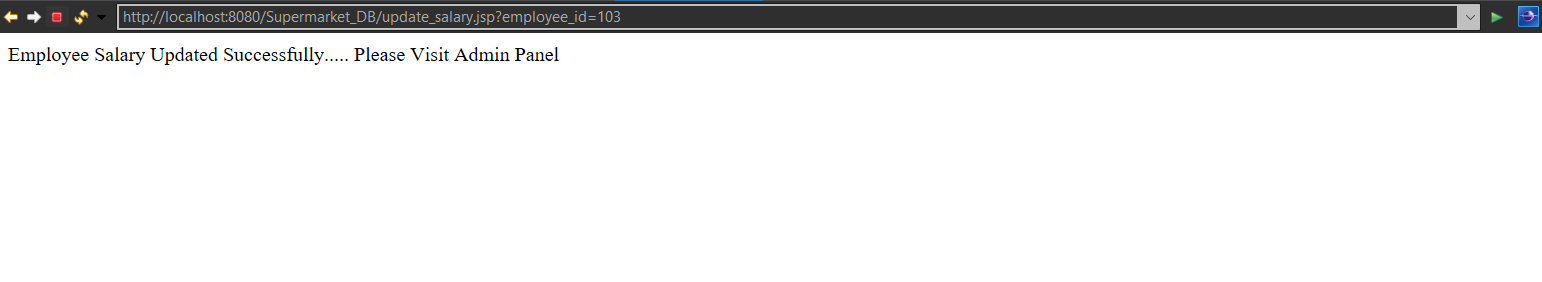 http://localhost:8080/Supermarket_DB/update_salary.jsp?employee_id=103
Employee Salary Updated Successfully..... Please Visit Admin Panel